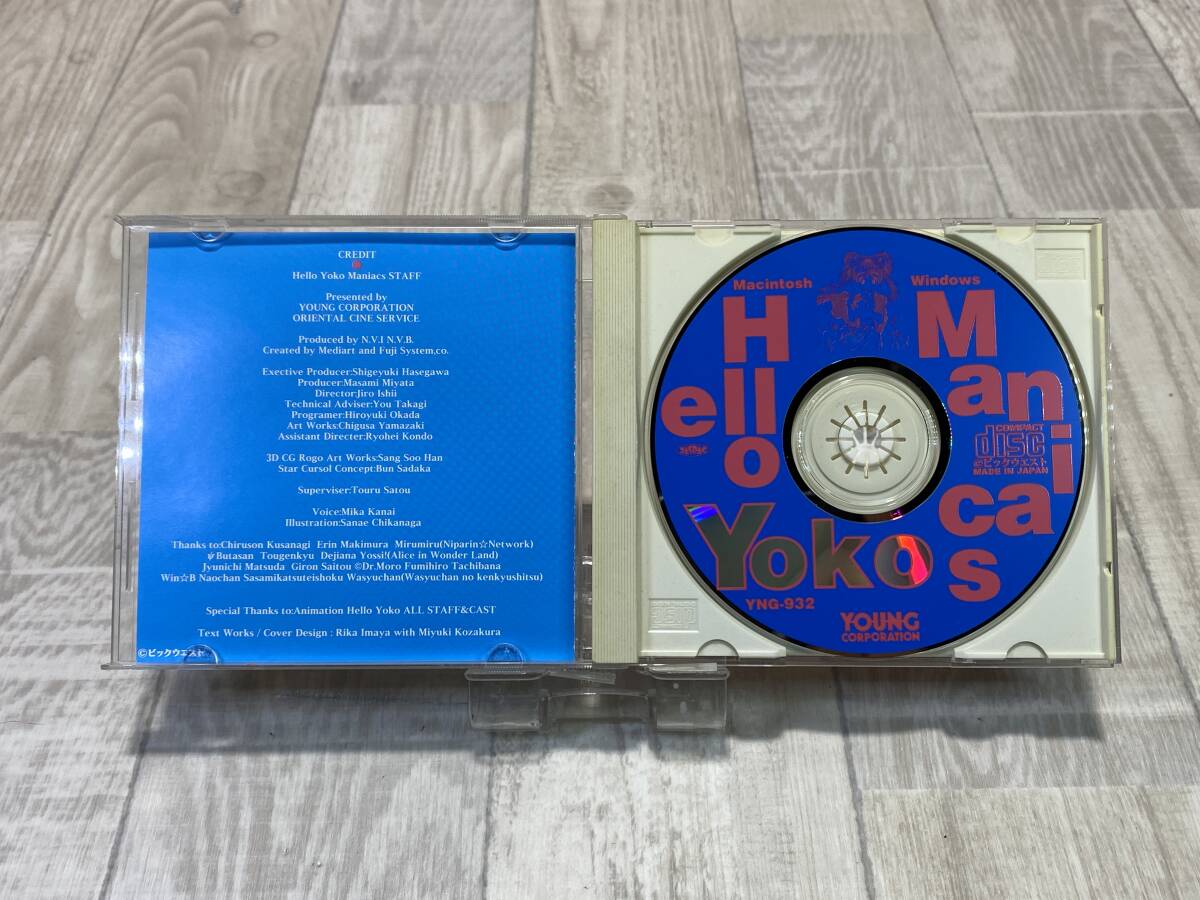 CREDIT
Hello Yoko Maniacs STAFF
Presented by
YOUNG CORPORATION
ORIENTAL CINE SERVICE
Produced by N.V.I N.V.B.
Created by Mediart and Fuji System,co.
Exective Producer:Shigeyuki Hasegawa
Producer:Masami Miyata
Director:Jiro Ishii
Technical Adviser:You Takagi
Programer:Hiroyuki Okada
Art Works:Chigusa Yamazaki
Assistant Directer:Ryohei Kondo
3D CG Rogo Art Works:Sang Soo Han
Star Cursol Concept:Bun Sadaka
Superviser:Touru Satou
Voice:Mika Kanai
Illustration:Sanae Chikanaga
Thanks to:Chiruson Kusanagi Erin Makimura Mirumiru(Niparin☆Network)
ψButasan Tougenkyu Dejiana Yossi!(Alice in Wonder Land)
Jyunichi Matsuda Giron Saitou ©Dr.Moro Fumihiro Tachibana
Win☆B Naochan Sasamikatsuteishoku Wasyuchan(Wasyuchan no kenkyushitsu)
Special Thanks to:Animation Hello Yoko ALL STAFF&CAST
Text Works / Cover Design : Rika Imaya with Miyuki Kozakura
©ビックウエスト
Macintosh
Windows
Hello
Maniacs
Yoko
COMPACT
disc
©ビックウエスト
MADE IN JAPAN
YNG-932
YOUNG
CORPORATION